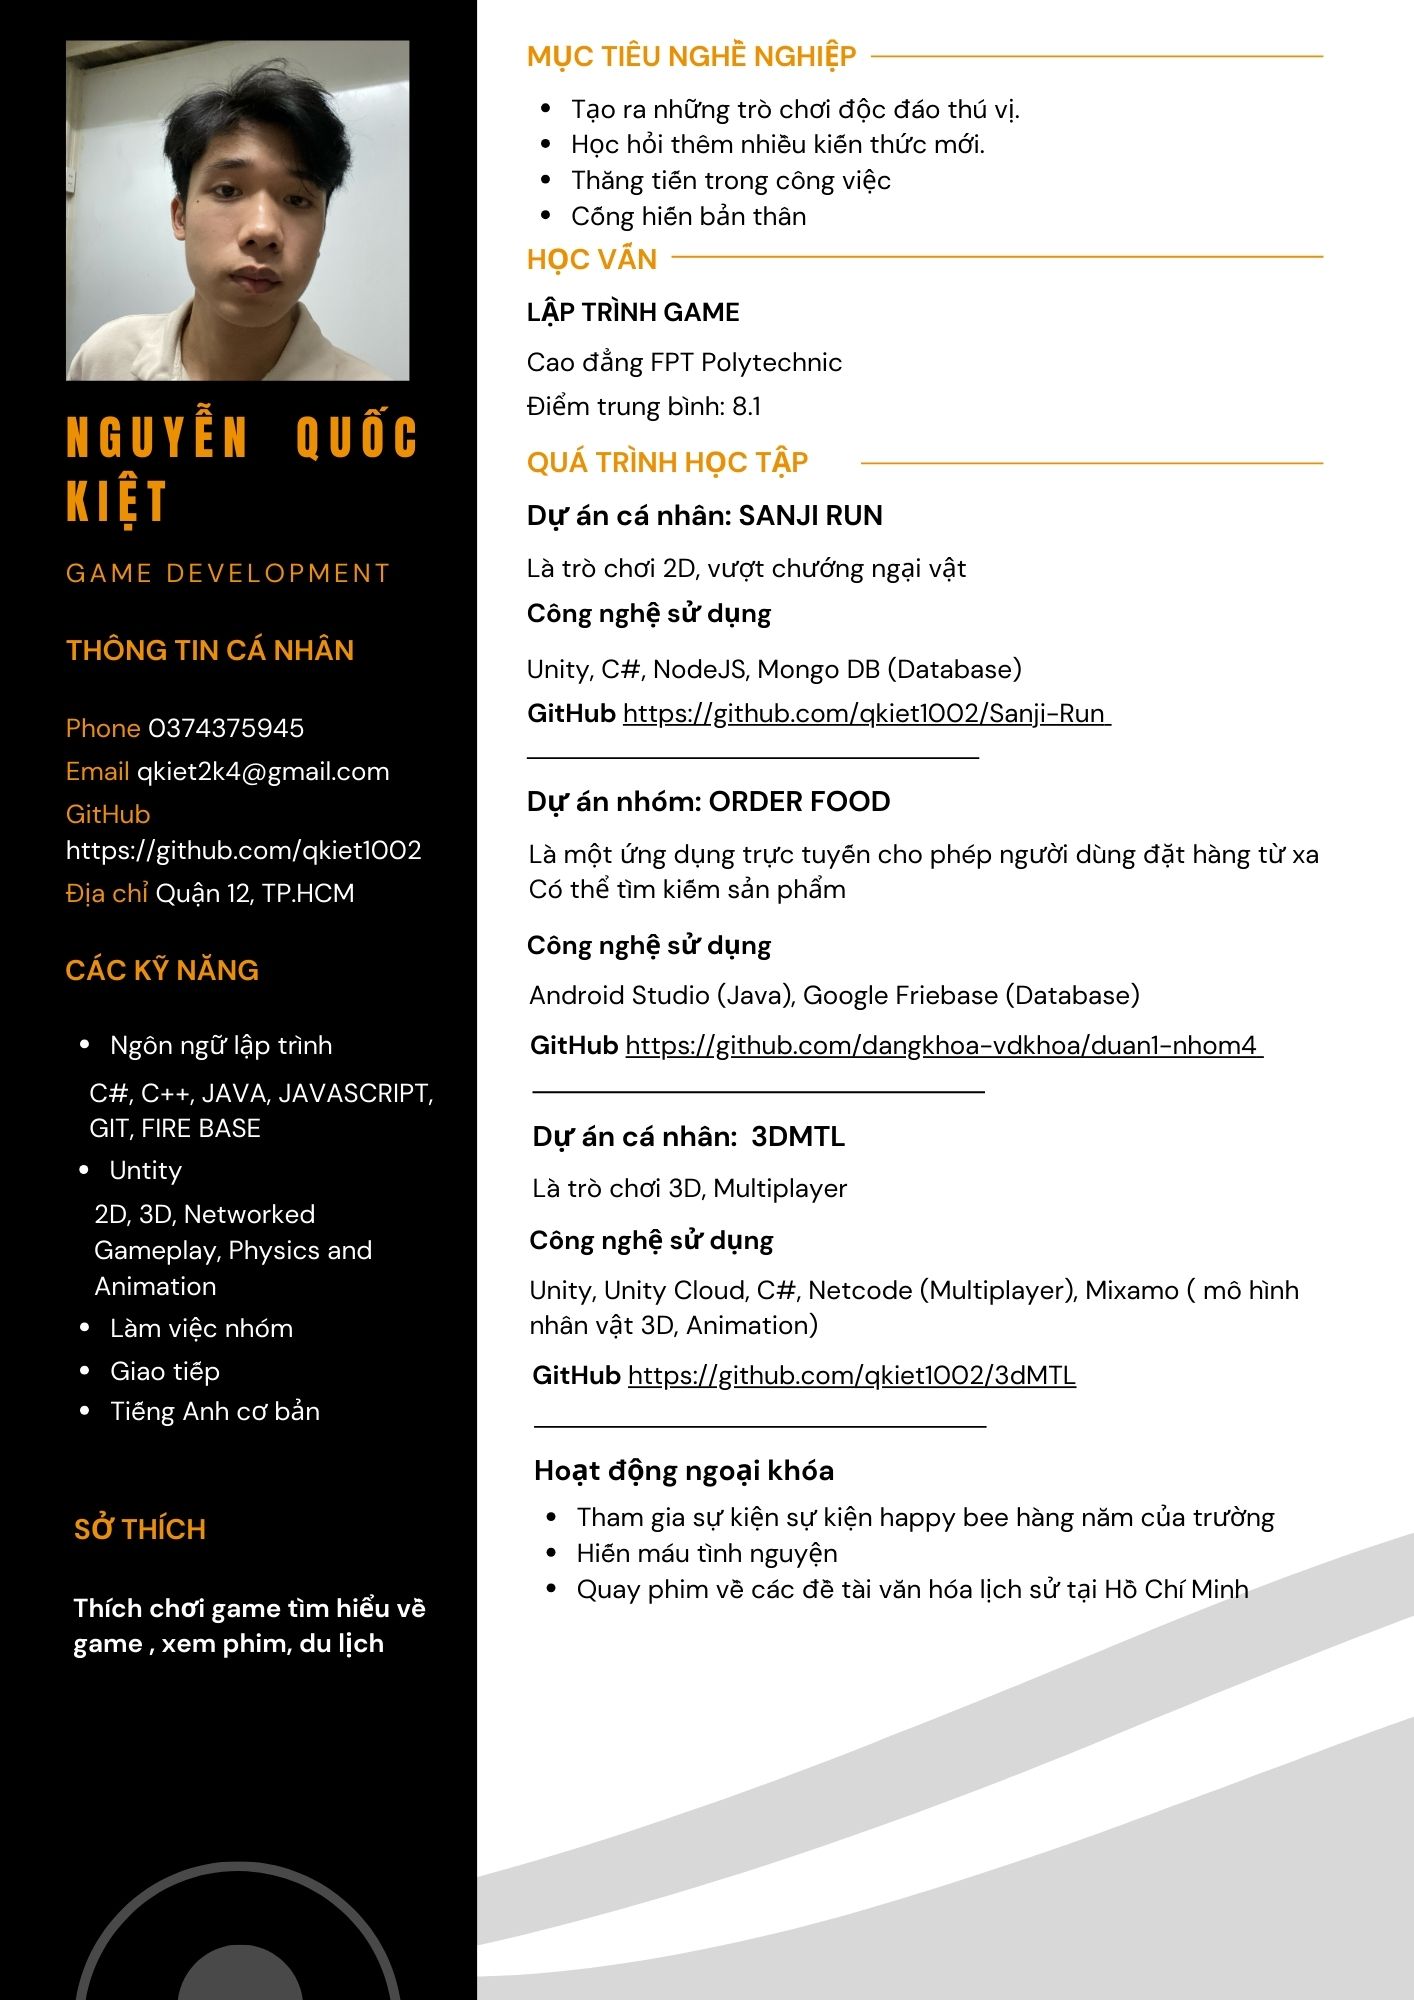 NGUYỄN QUỐC
KIỆT
GAME DEVELOPMENT
THÔNG TIN CÁ NHÂN
Phone 0374375945
Email qkiet2k4@gmail.com
GitHub
https://github.com/qkiet1002
Địa chỉ Quận 12, TP.HCM
CÁC KỸ NĂNG
• Ngôn ngữ lập trình
C#, C++, JAVA, JAVASCRIPT,
GIT, FIRE BASE
• Untity
2D, 3D, Networked
Gameplay, Physics and
Animation
• Làm việc nhóm
• Giao tiếp
• Tiếng Anh cơ bản
SỞ THÍCH
Thích chơi game tìm hiểu về
game , xem phim, du lịch
MỤC TIÊU NGHỀ NGHIỆP
• Tạo ra những trò chơi độc đáo thú vị.
• Học hỏi thêm nhiều kiến thức mới.
• Thăng tiến trong công việc
• Cống hiến bản thân
HỌC VẤN
LẬP TRÌNH GAME
Cao đẳng FPT Polytechnic
Điểm trung bình: 8.1
QUÁ TRÌNH HỌC TẬP
Dự án cá nhân: SANJI RUN
Là trò chơi 2D, vượt chướng ngại vật
Công nghệ sử dụng
Unity, C#, NodeJS, Mongo DB (Database)
GitHub https://github.com/qkiet1002/Sanji-Run
Dự án nhóm: ORDER FOOD
Là một ứng dụng trực tuyến cho phép người dùng đặt hàng từ xa
Có thể tìm kiếm sản phẩm
Công nghệ sử dụng
Android Studio (Java), Google Friebase (Database)
GitHub https://github.com/dangkhoa-vdkhoa/duan1-nhom4
Dự án cá nhân: 3DMTL
Là trò chơi 3D, Multiplayer
Công nghệ sử dụng
Unity, Unity Cloud, C#, Netcode (Multiplayer), Mixamo ( mô hình
nhân vật 3D, Animation)
GitHub https://github.com/qkiet1002/3dMTL
Hoạt động ngoại khóa
• Tham gia sự kiện sự kiện happy bee hàng năm của trường
• Hiến máu tình nguyện
• Quay phim về các đề tài văn hóa lịch sử tại Hồ Chí Minh